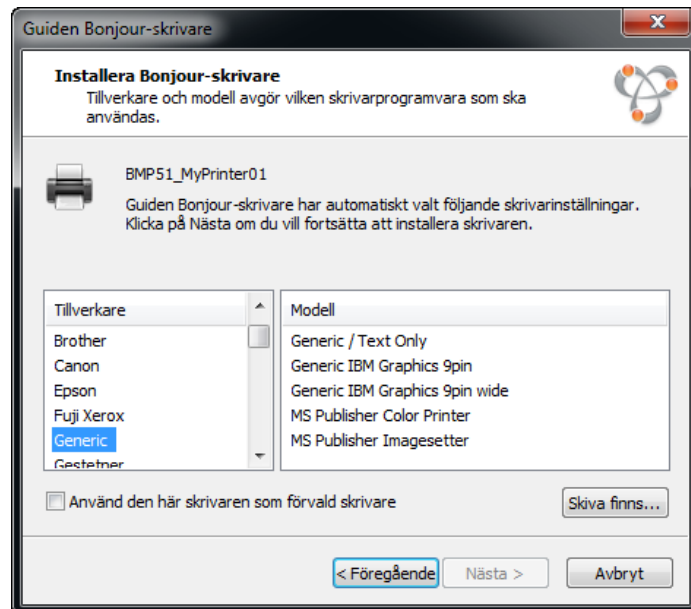 Guiden Bonjour-skrivare
Installera Bonjour-skrivare
Tillverkare och modell avgör vilken skrivarprogramvara som ska
användas.
BMP51_MyPrinter01
Guiden Bonjour-skrivare har automatiskt valt följande skrivarinställningar.
Klicka på Nästa om du vill fortsätta att installera skrivaren.
Tillverkare
Brother
Canon
Epson
Fuji Xerox
Generic
Gestetner
Modell
Generic / Text Only
Generic IBM Graphics 9pin
Generic IBM Graphics 9pin wide
MS Publisher Color Printer
MS Publisher Imagesetter
Använd den här skrivaren som förvald skrivare
Skiva finns...
< Föregående
Nästa >
Avbryt